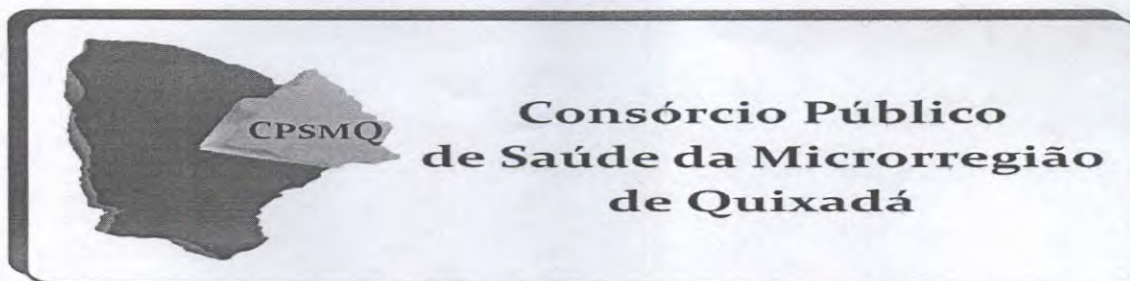 CPSMQ
Consórcio Público
de Saúde da Microrregião
de Quixadá